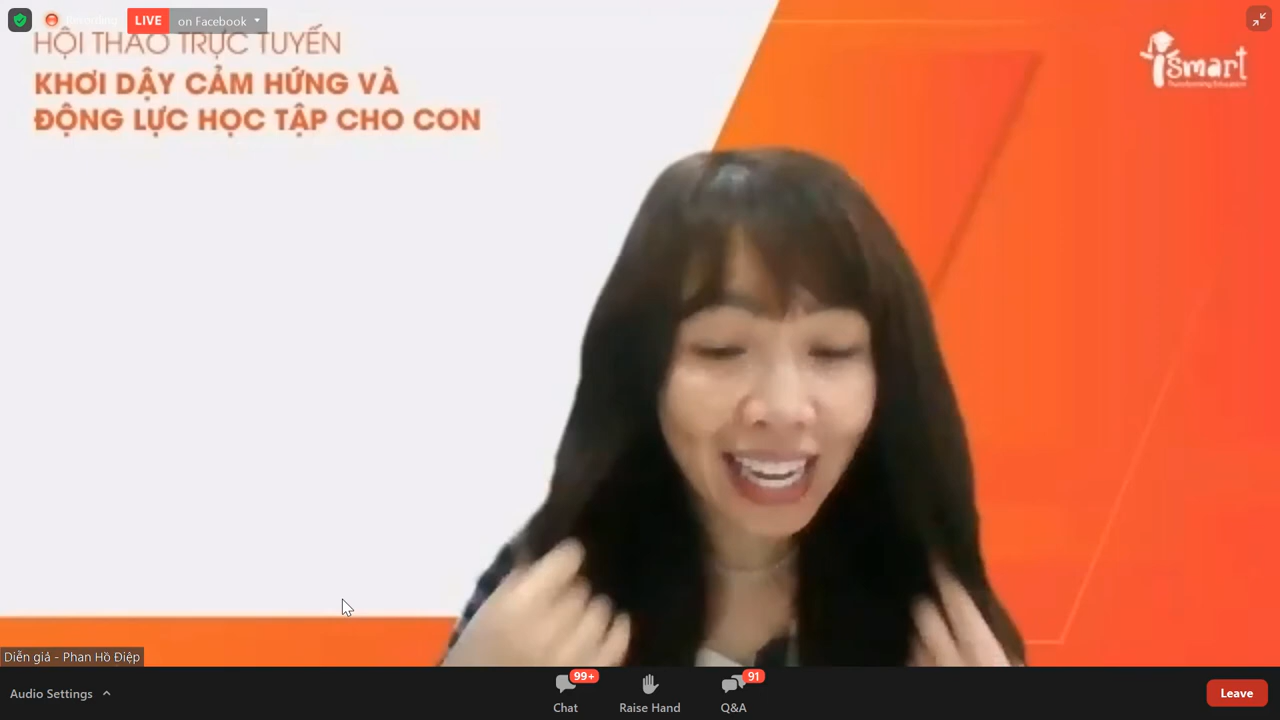 LIVE on Facebook
HỘI THẢO TRỰC TUYẾN
KHƠI DẬY CẢM HỨNG VÀ
ĐỘNG LỰC HỌC TẬP CHO CON
ismart
Diễn giả - Phan Hồ Điệp
99+
91
Audio Settings
Chat
Raise Hand
Q&A
Leave